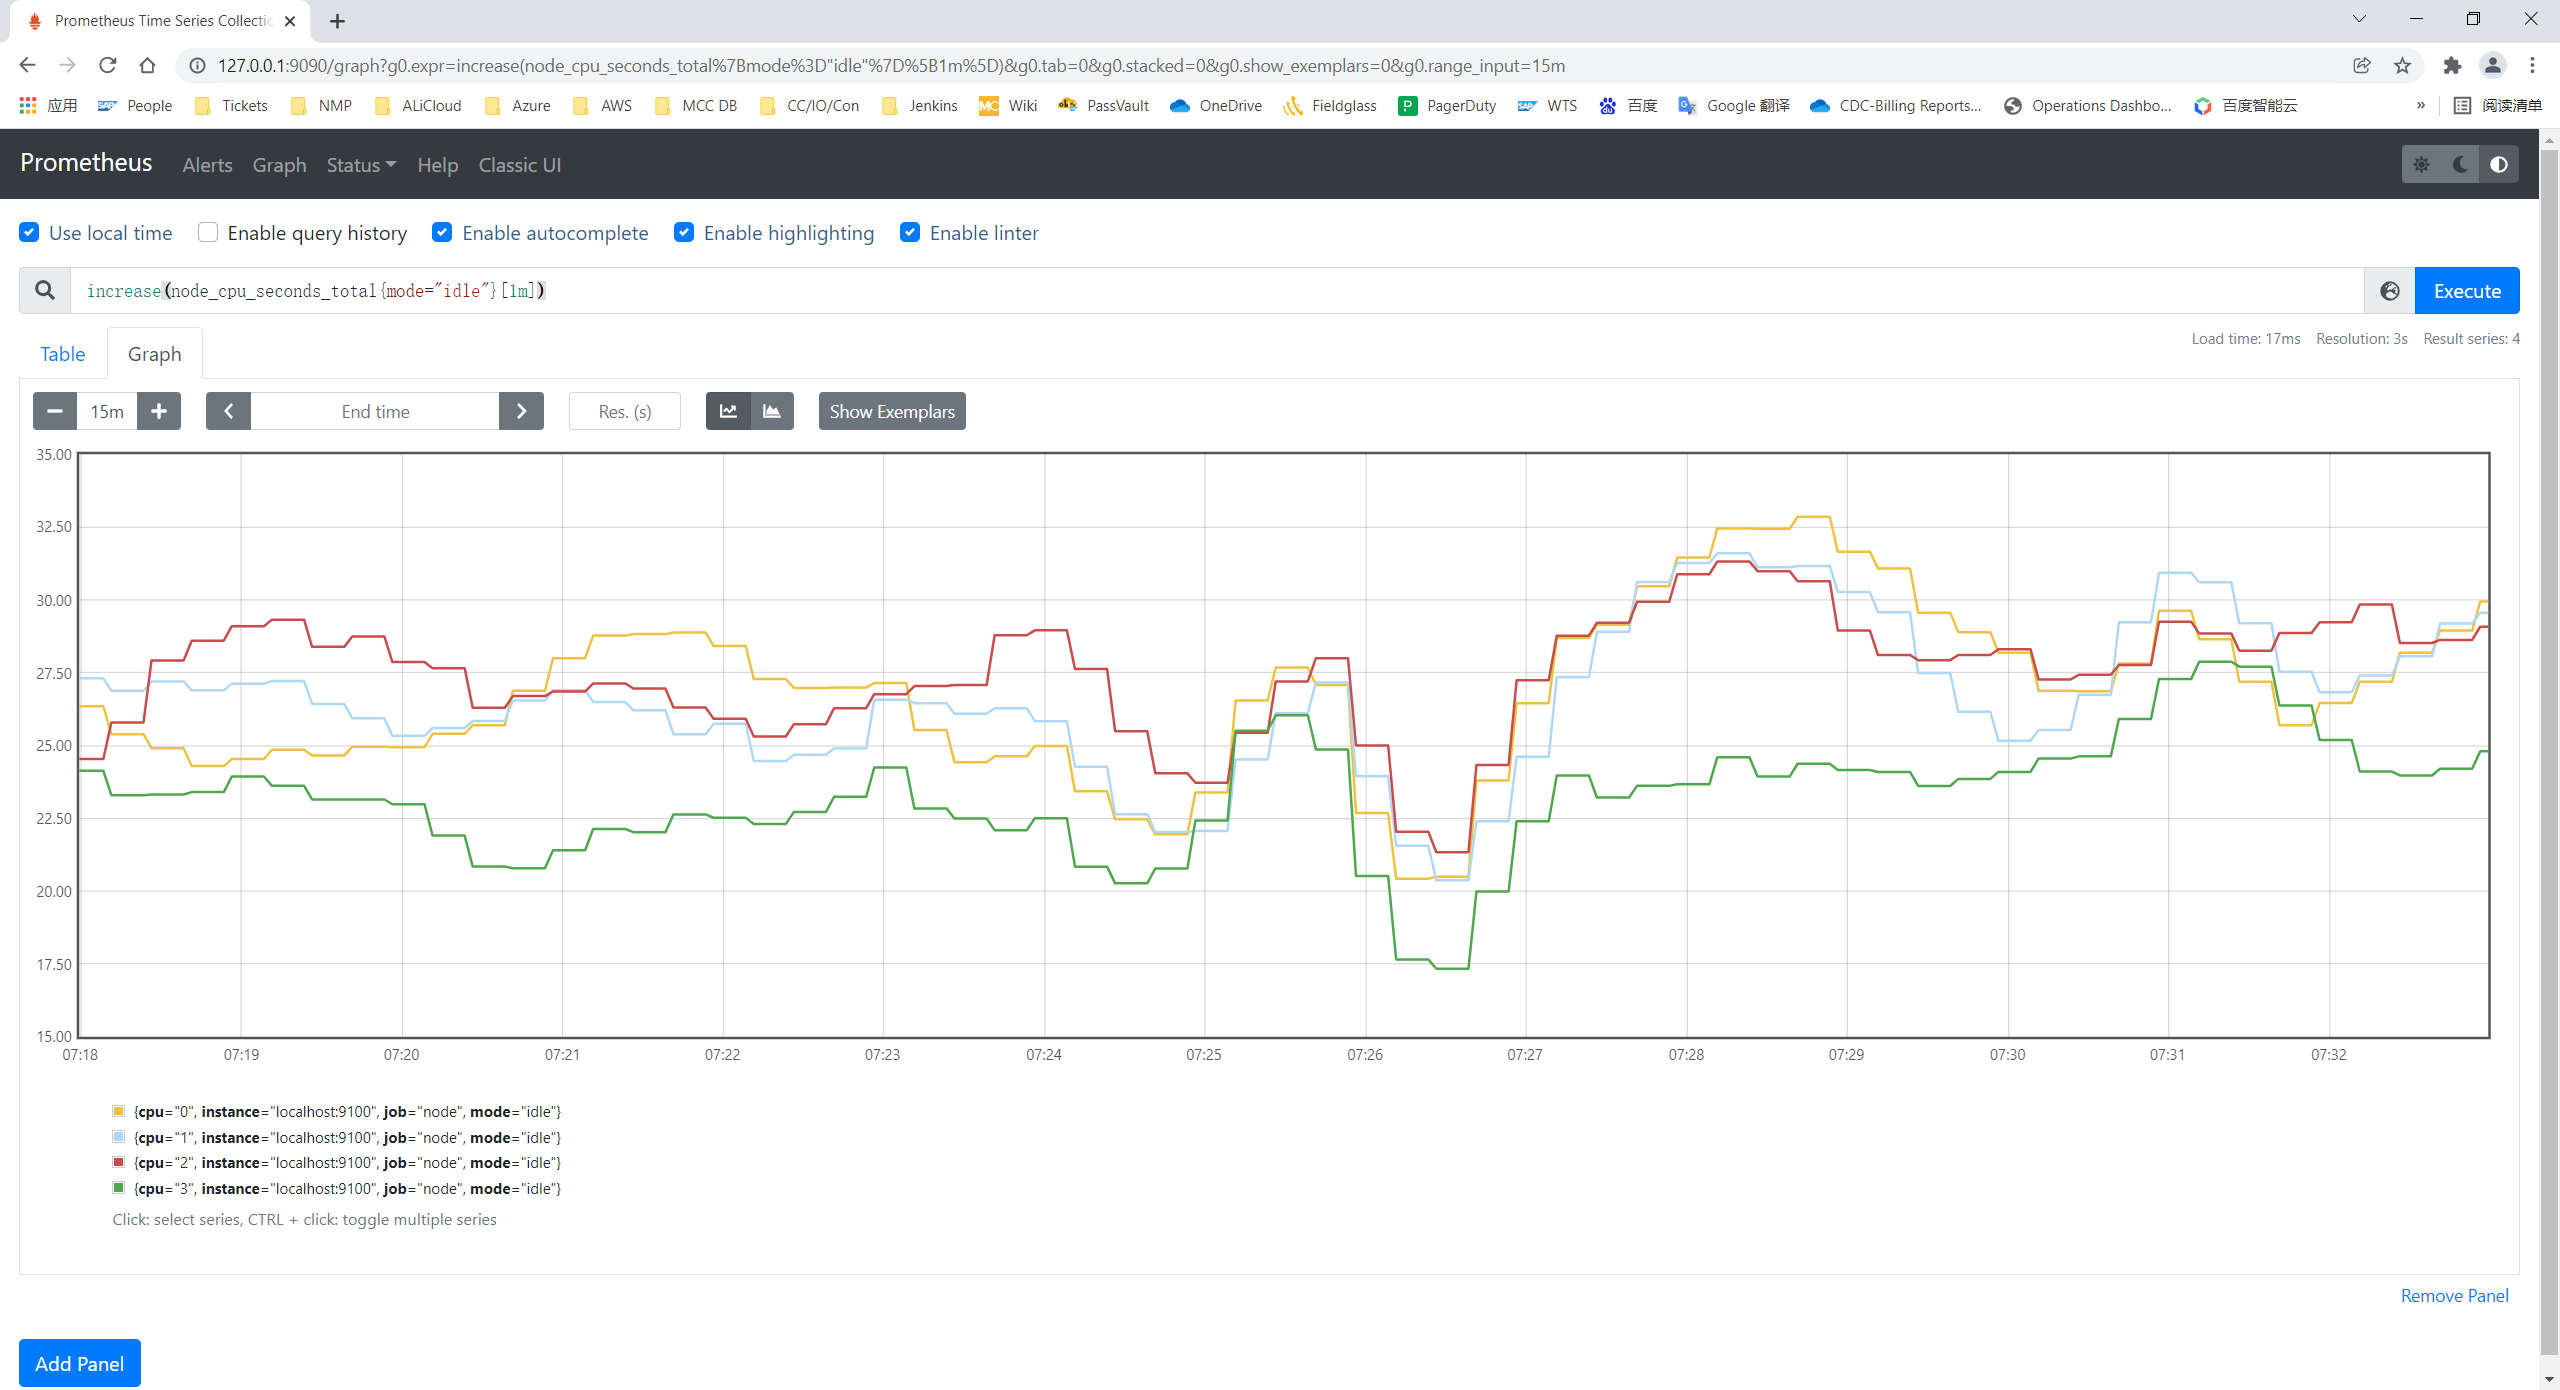 Prometheus Time Series Collectio
127.0.0.1:9090/graph?g0.expr=increase(node_cpu_seconds_total%7Bmode%3D"idle"%7D%5B1m%5D)&g0.tab=0&g0.stacked=0&g0.show_exemplars=0&g0.range_input=15m
应用 People Tickets NMP ALiCloud Azure AWS MCC DB CC/IO/Con Jenkins Wiki PassVault OneDrive Fieldglass PagerDuty WTS 百度 Google 翻译 CDC-Billing Reports... Operations Dashbo... 百度智能云 » 阅读清单
Prometheus Alerts Graph Status Help Classic UI
Use local time Enable query history Enable autocomplete Enable highlighting Enable linter
increase(node_cpu_seconds_total{mode="idle"}[1m])
Execute
Load time: 17ms Resolution: 3s Result series: 4
Table Graph
15m End time Res. (s) Show Exemplars
35.00
32.50
30.00
27.50
25.00
22.50
20.00
17.50
15.00
07:18 07:19 07:20 07:21 07:22 07:23 07:24 07:25 07:26 07:27 07:28 07:29 07:30 07:31 07:32
{cpu="0", instance="localhost:9100", job="node", mode="idle"}
{cpu="1", instance="localhost:9100", job="node", mode="idle"}
{cpu="2", instance="localhost:9100", job="node", mode="idle"}
{cpu="3", instance="localhost:9100", job="node", mode="idle"}
Click: select series, CTRL + click: toggle multiple series
Remove Panel
Add Panel